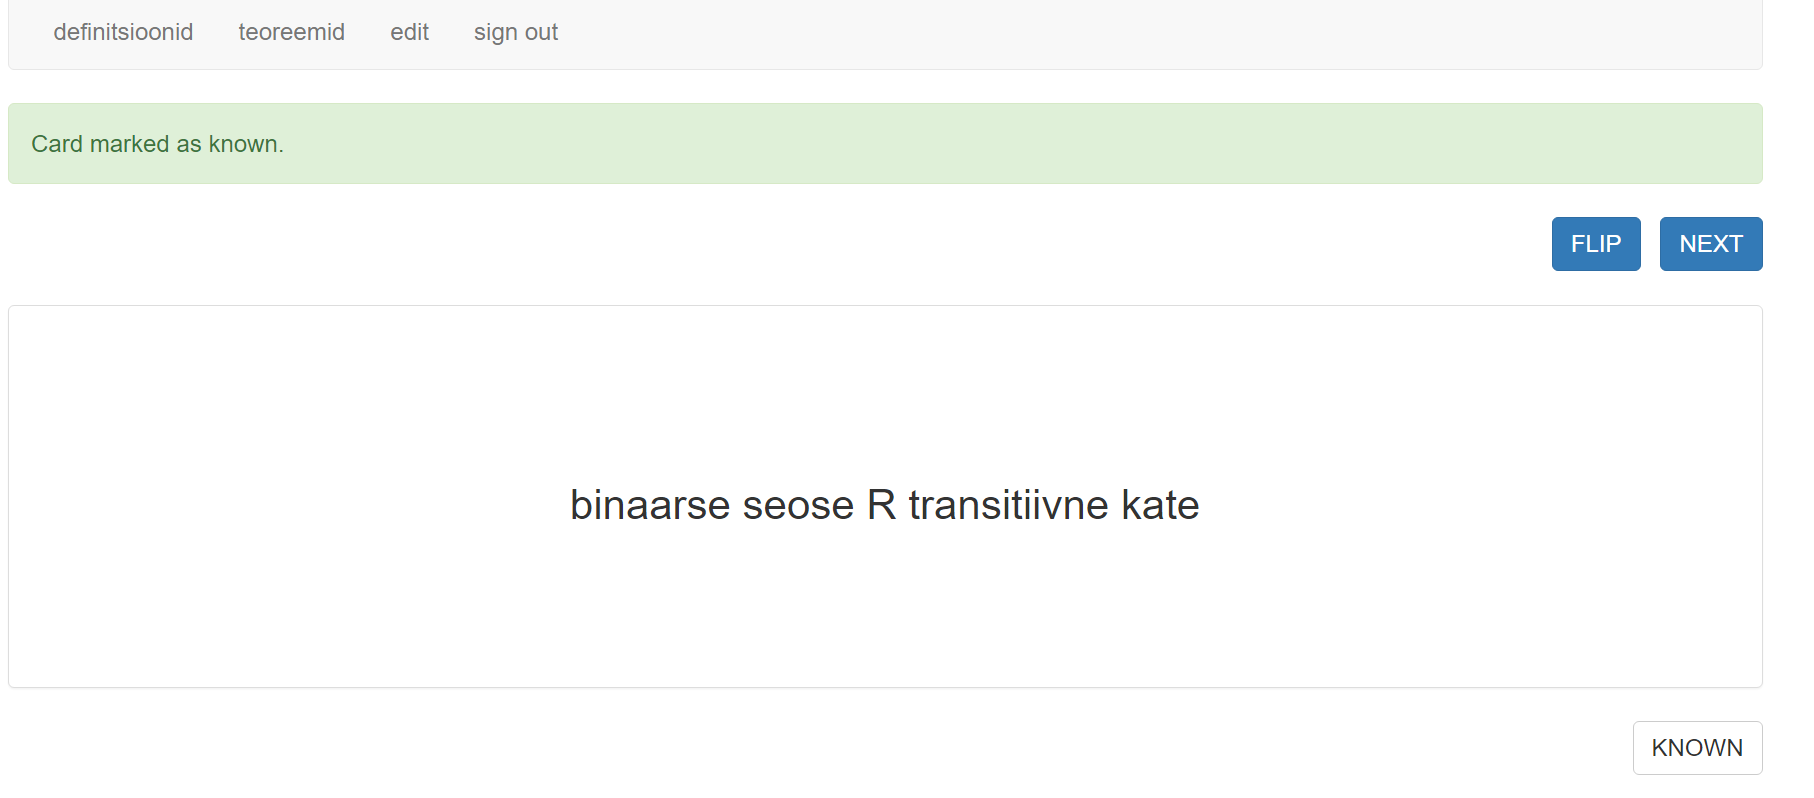 definitsioonid teoreemid edit sign out
Card marked as known.
FLIP NEXT
binaarse seose R transitiivne kate
KNOWN